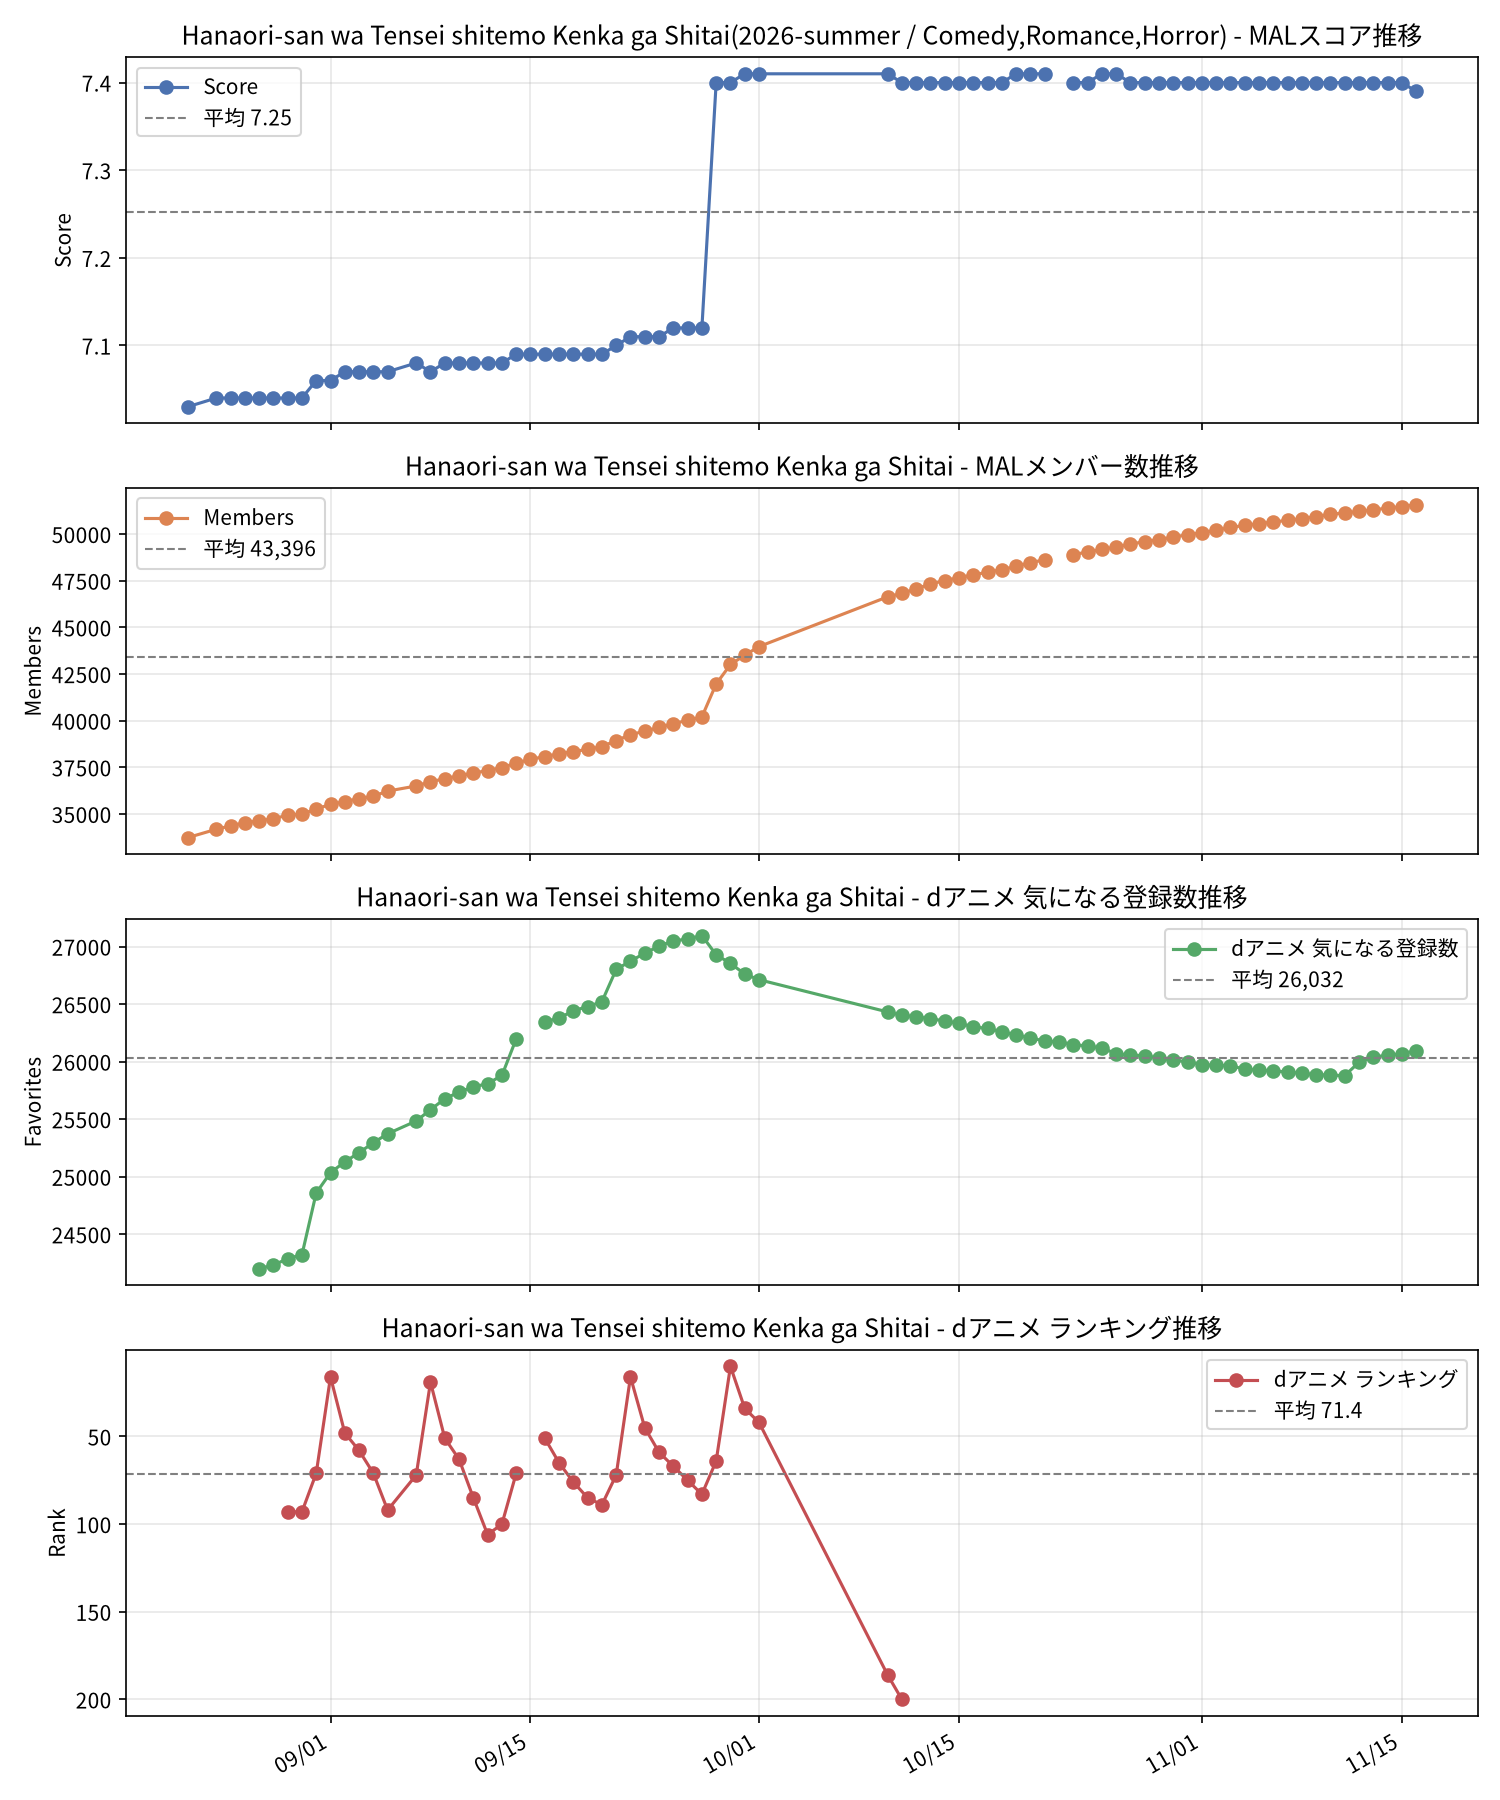 Hanaori-san wa Tensei shitemo Kenka ga Shitai(2026-summer / Comedy,Romance,Horror) - MALスコア推移
Score
平均 7.25
7.4
7.3
7.2
7.1
Score
Hanaori-san wa Tensei shitemo Kenka ga Shitai - MALメンバー数推移
Members
平均 43,396
50000
47500
45000
42500
40000
37500
35000
Members
Hanaori-san wa Tensei shitemo Kenka ga Shitai - dアニメ 気になる登録数推移
dアニメ 気になる登録数
平均 26,032
27000
26500
26000
25500
25000
24500
Favorites
Hanaori-san wa Tensei shitemo Kenka ga Shitai - dアニメ ランキング推移
dアニメ ランキング
平均 71.4
50
100
150
200
Rank
09/01
09/15
10/01
10/15
11/01
11/15